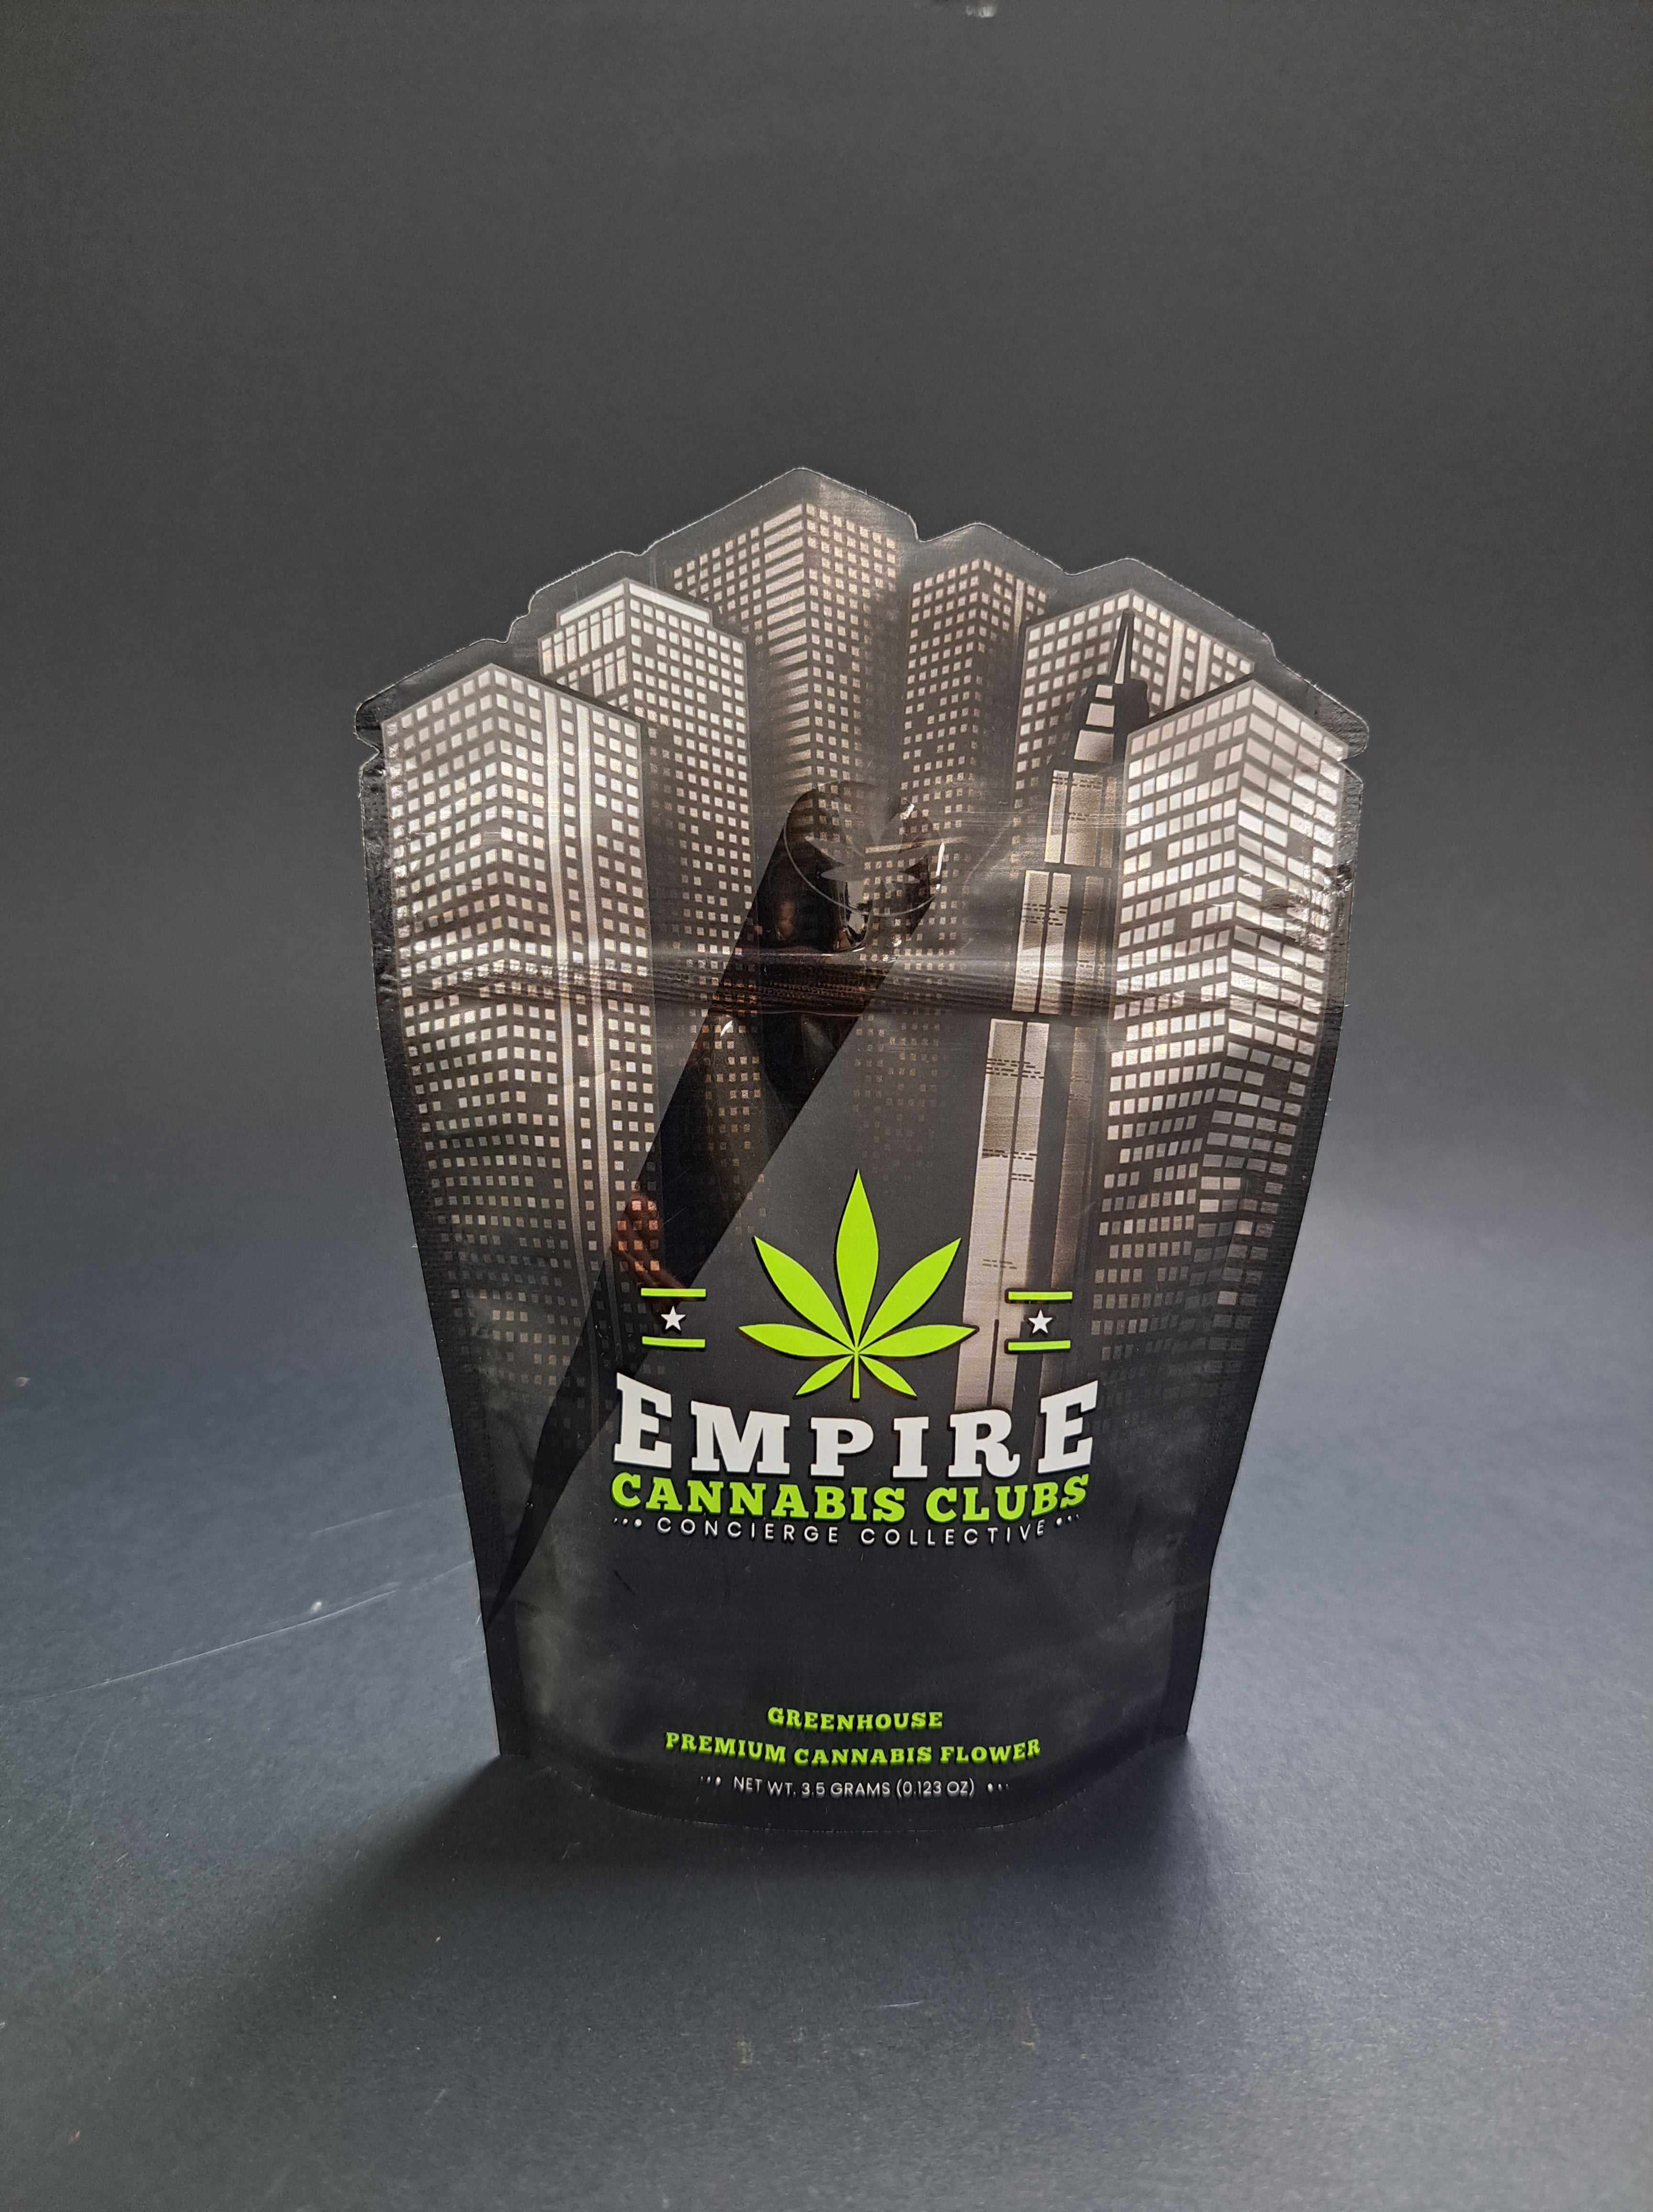 EMPIRE
CANNABIS CLUBS
CONCIERGE COLLECTIVE
GREENHOUSE
PREMIUM CANNABIS FLOWER
NET WT. 3.5 GRAMS (0.123 OZ)